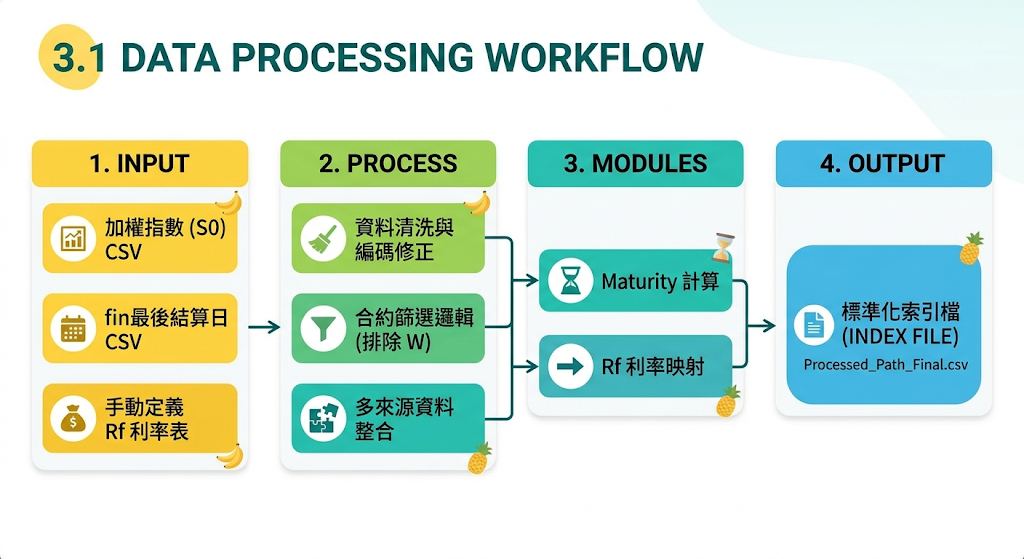 3.1 DATA PROCESSING WORKFLOW
1. INPUT
加權指數 (S0)
CSV
fin最後結算日
CSV
手動定義
Rf 利率表
2. PROCESS
資料清洗與
編碼修正
合約篩選邏輯
(排除 W)
多來源資料
整合
3. MODULES
Maturity 計算
Rf 利率映射
4. OUTPUT
標準化索引檔
(INDEX FILE)
Processed_Path_Final.csv